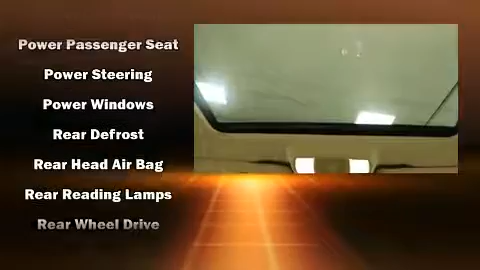 Power Passenger Seat
Power Steering
Power Windows
Rear Defrost
Rear Head Air Bag
Rear Reading Lamps
Rear Wheel Drive